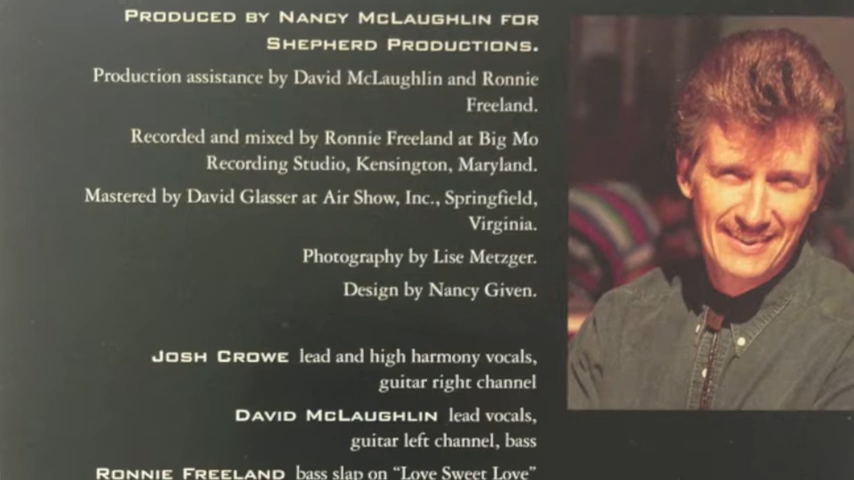 PRODUCED BY NANCY MCLAUGHLIN FOR
SHEPHERD PRODUCTIONS.
Production assistance by David McLaughlin and Ronnie
Freeland.
Recorded and mixed by Ronnie Freeland at Big Mo
Recording Studio, Kensington, Maryland.
Mastered by David Glasser at Air Show, Inc., Springfield,
Virginia.
Photography by Lise Metzger.
Design by Nancy Given.
JOSH CROWE lead and high harmony vocals,
guitar right channel
DAVID MCLAUGHLIN lead vocals,
guitar left channel, bass
RONNIE FREELAND bass slap on “Love Sweet Love”